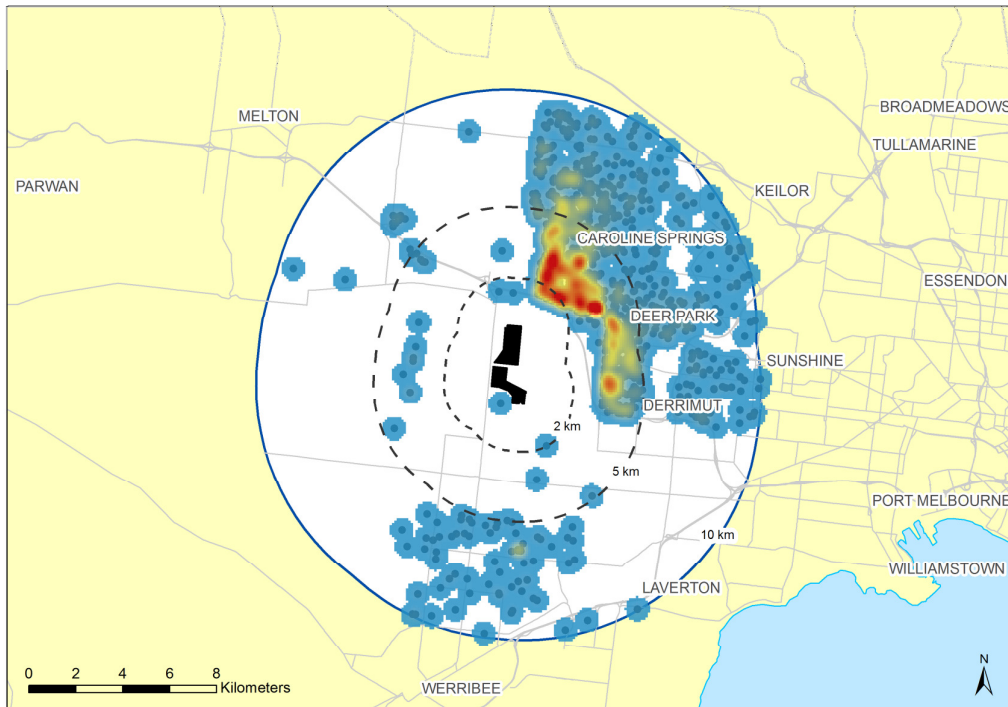 BROADMEADOWS
MELTON
TULLAMARINE
PARWAN
KEILOR
CAROLINE SPRINGS
ESSENDON
DEER PARK
SUNSHINE
DERRIMUT
2 km
5 km
PORT MELBOURNE
10 km
WILLIAMSTOWN
LAVERTON
0 2 4 6 8
Kilometers
WERRIBEE
N